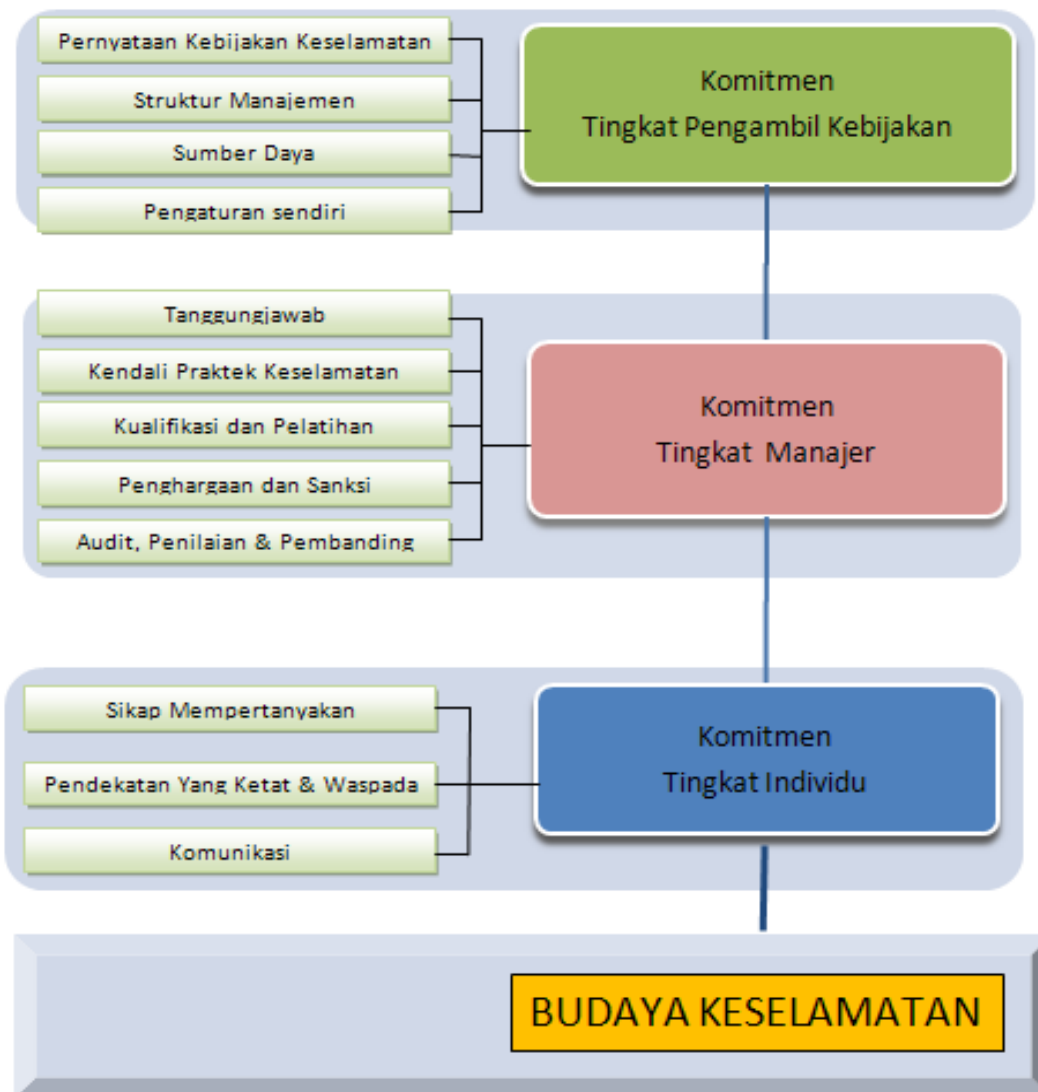 Pernyataan Kebijakan Keselamatan
Struktur Manajemen
Sumber Daya
Pengaturan sendiri
Komitmen
Tingkat Pengambil Kebijakan
Tanggungjawab
Kendali Praktek Keselamatan
Kualifikasi dan Pelatihan
Penghargaan dan Sanksi
Audit, Penilaian & Pembanding
Komitmen
Tingkat Manajer
Sikap Mempertanyakan
Pendekatan Yang Ketat & Waspada
Komunikasi
Komitmen
Tingkat Individu
BUDAYA KESELAMATAN